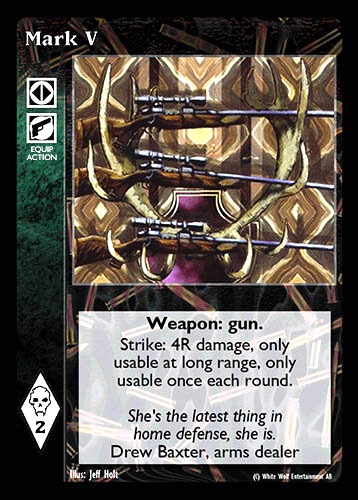 Mark V
EQUIP
ACTION
Weapon: gun.
Strike: 4R damage, only
usable at long range, only
usable once each round.
She's the latest thing in
home defense, she is.
Drew Baxter, arms dealer
2
Illus: Jeff Holt
(C) White Wolf Entertainment AB